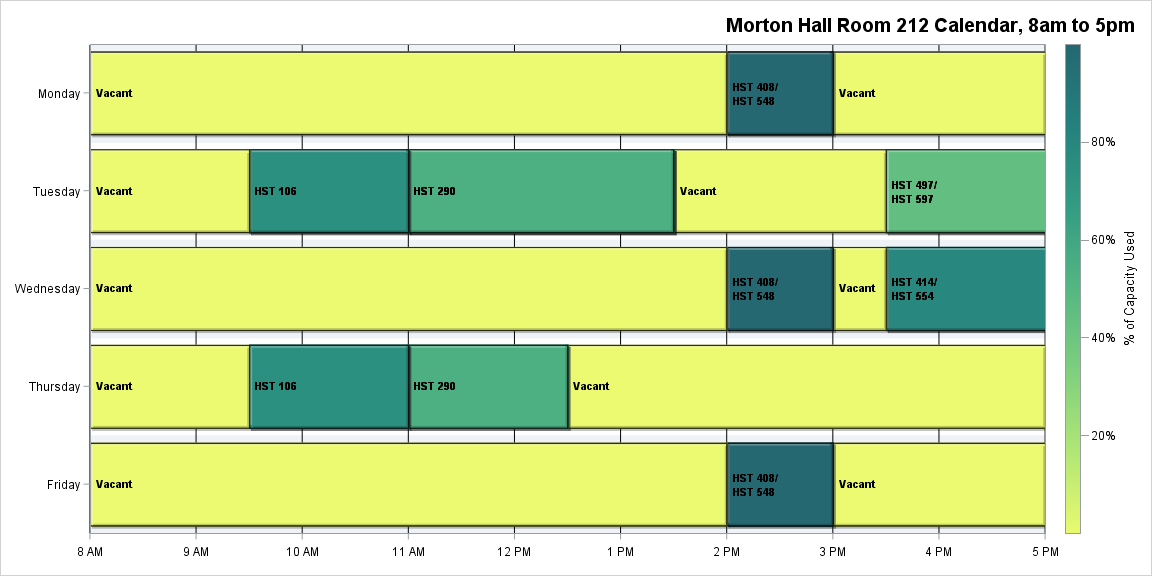 Morton Hall Room 212 Calendar, 8am to 5pm
Monday
Vacant
HST 408/
HST 548
Vacant
Tuesday
Vacant
HST 106
HST 290
Vacant
HST 497/
HST 597
Wednesday
Vacant
HST 408/
HST 548
Vacant
HST 414/
HST 554
Thursday
Vacant
HST 106
HST 290
Vacant
Friday
Vacant
HST 408/
HST 548
Vacant
8 AM
9 AM
10 AM
11 AM
12 PM
1 PM
2 PM
3 PM
4 PM
5 PM
80%
60%
40%
20%
% of Capacity Used